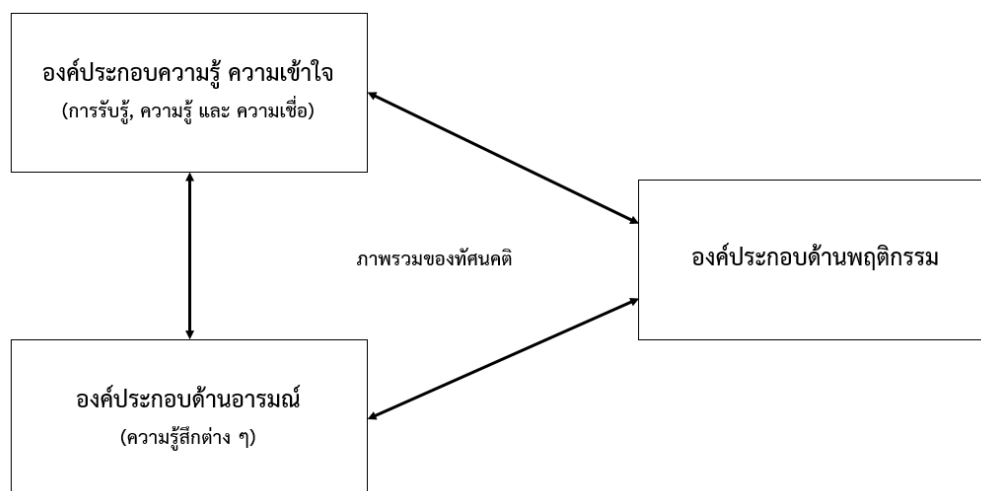 องค์ประกอบความรู้ ความเข้าใจ
(การรับรู้, ความรู้ และ ความเชื่อ)
ภาพรวมของทัศนคติ
องค์ประกอบด้านพฤติกรรม
องค์ประกอบด้านอารมณ์
(ความรู้สึกต่าง ๆ)